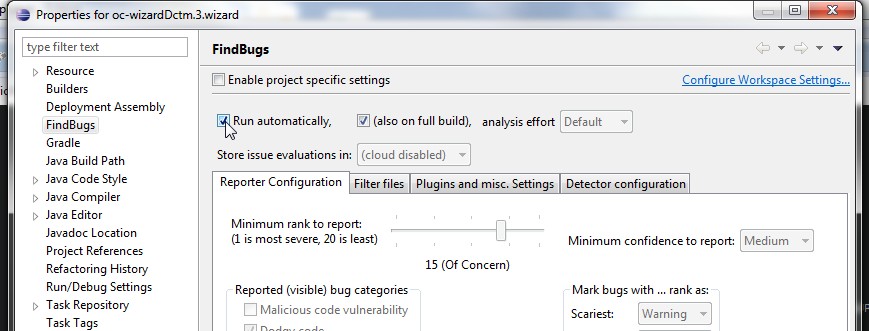 Properties for oc-wizardDctm.3.wizard
type filter text
Resource
Builders
Deployment Assembly
FindBugs
Gradle
Java Build Path
Java Code Style
Java Compiler
Java Editor
Javadoc Location
Project References
Refactoring History
Run/Debug Settings
Task Repository
Task Tags
FindBugs
Enable project specific settings
Configure Workspace Settings...
Run automatically, (also on full build), analysis effort Default
Store issue evaluations in: (cloud disabled)
Reporter Configuration Filter files Plugins and misc. Settings Detector configuration
Minimum rank to report:
(1 is most severe, 20 is least)
15 (Of Concern)
Minimum confidence to report: Medium
Reported (visible) bug categories
Malicious code vulnerability
Dodgy code
Mark bugs with ... rank as:
Scariest: Warning